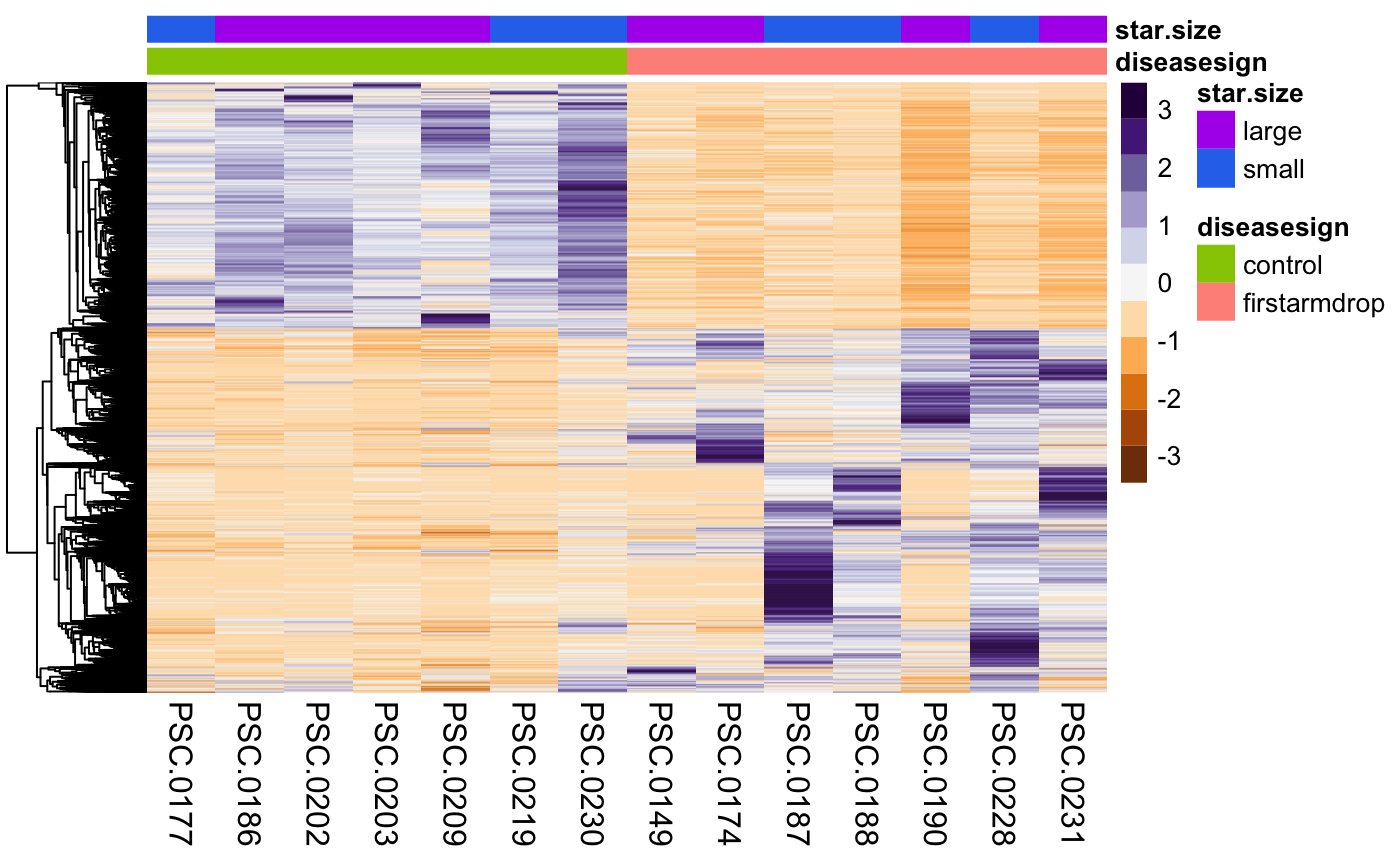 star.size
diseasesign
3
2
1
0
-1
-2
-3
star.size
large
small
diseasesign
control
firstarmdrop
PSC.0177
PSC.0186
PSC.0202
PSC.0203
PSC.0209
PSC.0219
PSC.0230
PSC.0149
PSC.0174
PSC.0187
PSC.0188
PSC.0190
PSC.0228
PSC.0231